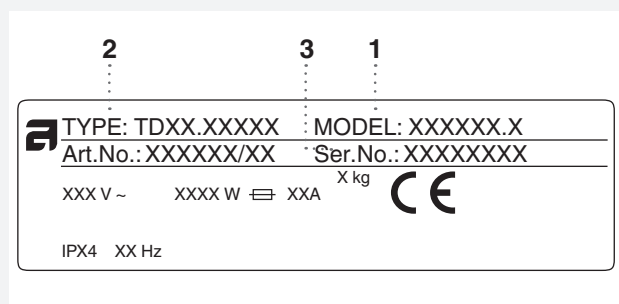 2 3 1
TYPE: TDXX.XXXXX MODEL: XXXXXX.X
Art.No.: XXXXXX/XX Ser.No.: XXXXXXXX
X kg
XXX V ~ XXXX W XXA CE
IPX4 XX Hz